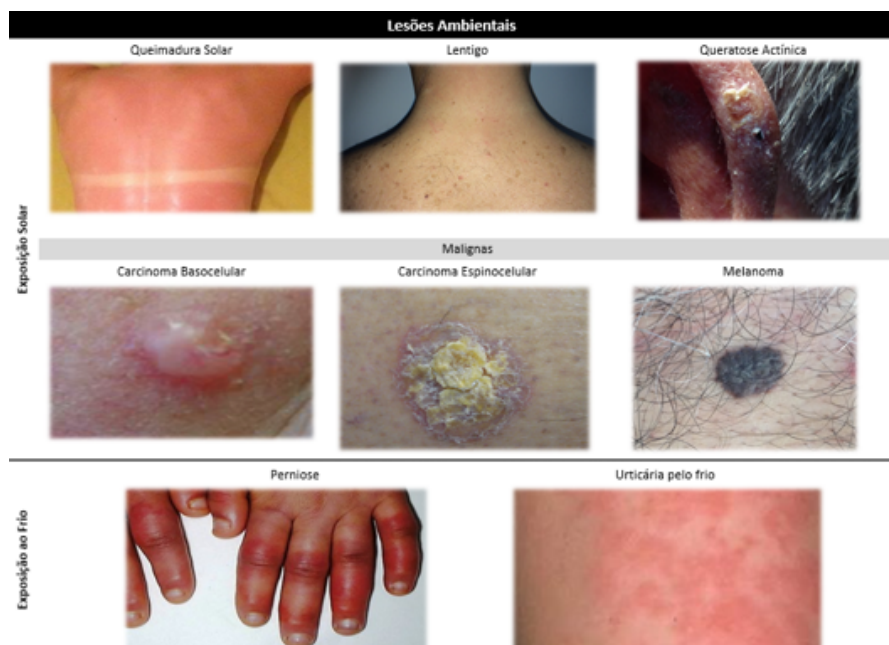 Lesões Ambientais
Queimadura Solar
Lentigo
Queratose Actínica
Exposição Solar
Malignas
Carcinoma Basocelular
Carcinoma Espinocelular
Melanoma
Perniose
Urticária pelo frio
Exposição ao Frio